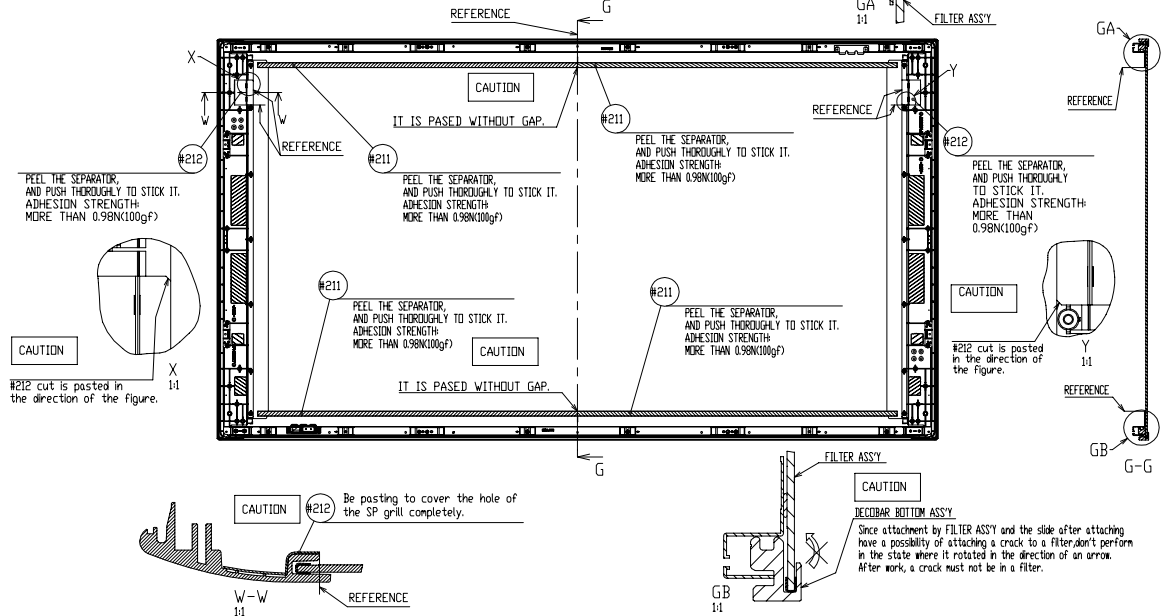 G
REFERENCE
GA
1:1
FILTER ASS'Y
GA
X
CAUTION
Y
REFERENCE
REFERENCE
W
W
IT IS PASED WITHOUT GAP.
#211
REFERENCE
#212
#211
#212
PEEL THE SEPARATOR,
AND PUSH THOROUGHLY TO STICK IT.
ADHESION STRENGTH:
MORE THAN 0.98N(100gf)
PEEL THE SEPARATOR,
AND PUSH THOROUGHLY TO STICK IT.
ADHESION STRENGTH:
MORE THAN 0.98N(100gf)
PEEL THE SEPARATOR,
AND PUSH THOROUGHLY TO STICK IT.
ADHESION STRENGTH:
MORE THAN 0.98N(100gf)
PEEL THE SEPARATOR,
AND PUSH THOROUGHLY
TO STICK IT.
ADHESION STRENGTH:
MORE THAN
0.98N(100gf)
#211
PEEL THE SEPARATOR,
AND PUSH THOROUGHLY TO STICK IT.
ADHESION STRENGTH:
MORE THAN 0.98N(100gf)
#211
PEEL THE SEPARATOR,
AND PUSH THOROUGHLY TO STICK IT.
ADHESION STRENGTH:
MORE THAN 0.98N(100gf)
CAUTION
CAUTION
CAUTION
X
1:1
#212 cut is pasted in
the direction of the figure.
IT IS PASED WITHOUT GAP.
#212 cut is pasted
in the direction of
the figure.
Y
1:1
REFERENCE
GB
G-G
G
FILTER ASS'Y
CAUTION
DECOBAR BOTTOM ASS'Y
Since attachment by FILTER ASS'Y and the slide after attaching
have a possibility of attaching a crack to a filter,don't perform
in the state where it rotated in the direction of an arrow.
After work, a crack must not be in a filter.
GB
1:1
CAUTION
#212
Be pasting to cover the hole of
the SP grill completely.
W-W
1:1
REFERENCE